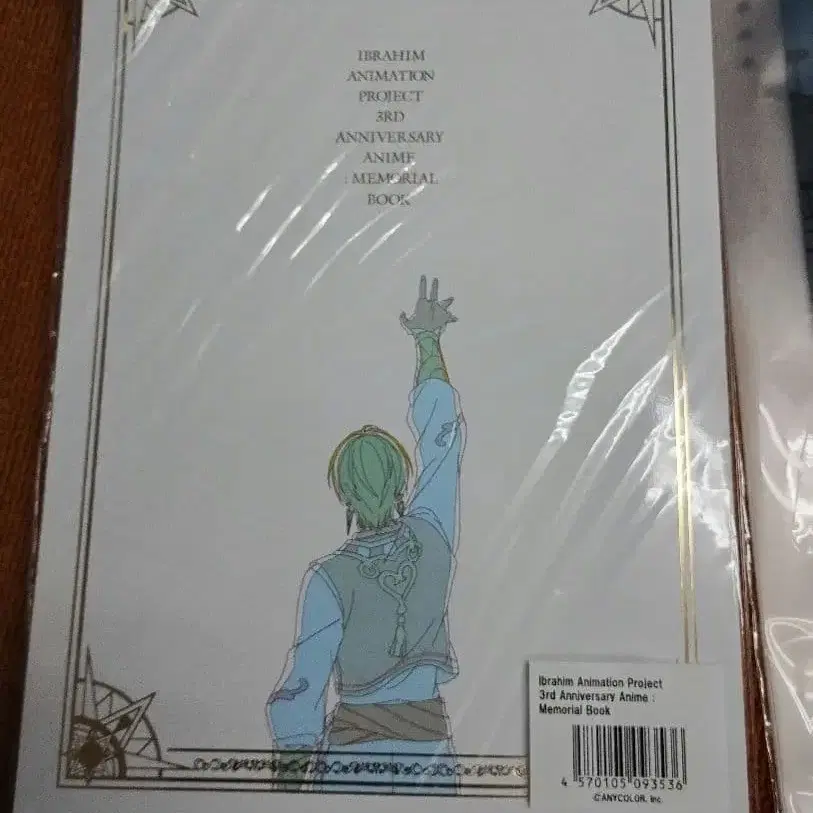 IBRAHIM
ANIMATION
PROJECT
3RD
ANNIVERSARY
ANIME
: MEMORIAL
BOOK
Ibrahim Animation Project
3rd Anniversary Anime :
Memorial Book
4 570105 093536
©ANYCOLOR, Inc.